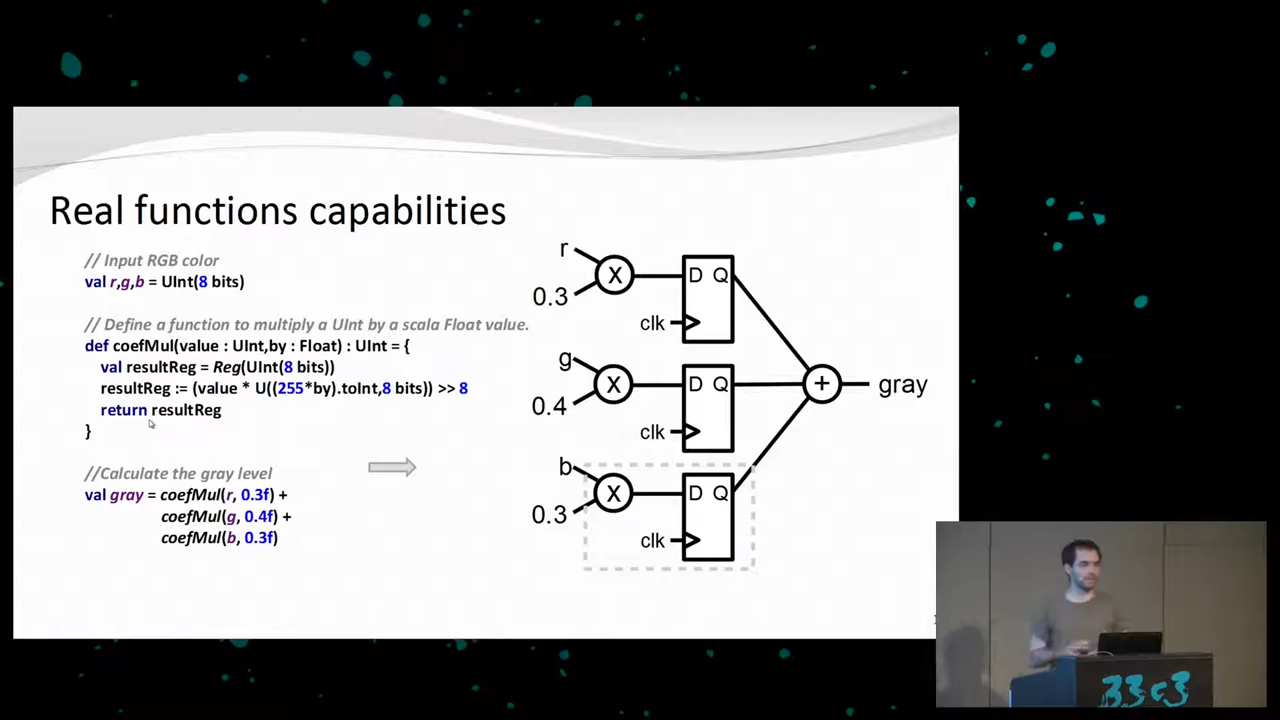 Real functions capabilities
// Input RGB color
val r,g,b = UInt(8 bits)
// Define a function to multiply a UInt by a scala Float value.
def coefMul(value : UInt,by : Float) : UInt = {
val resultReg = Reg(UInt(8 bits))
resultReg := (value * U((255*by).toInt,8 bits)) >> 8
return resultReg
}
//Calculate the gray level
val gray = coefMul(r, 0.3f) +
coefMul(g, 0.4f) +
coefMul(b, 0.3f)
r
X
D Q
0.3
clk
g
X
D Q
+
gray
0.4
clk
b
X
D Q
0.3
clk
33c3